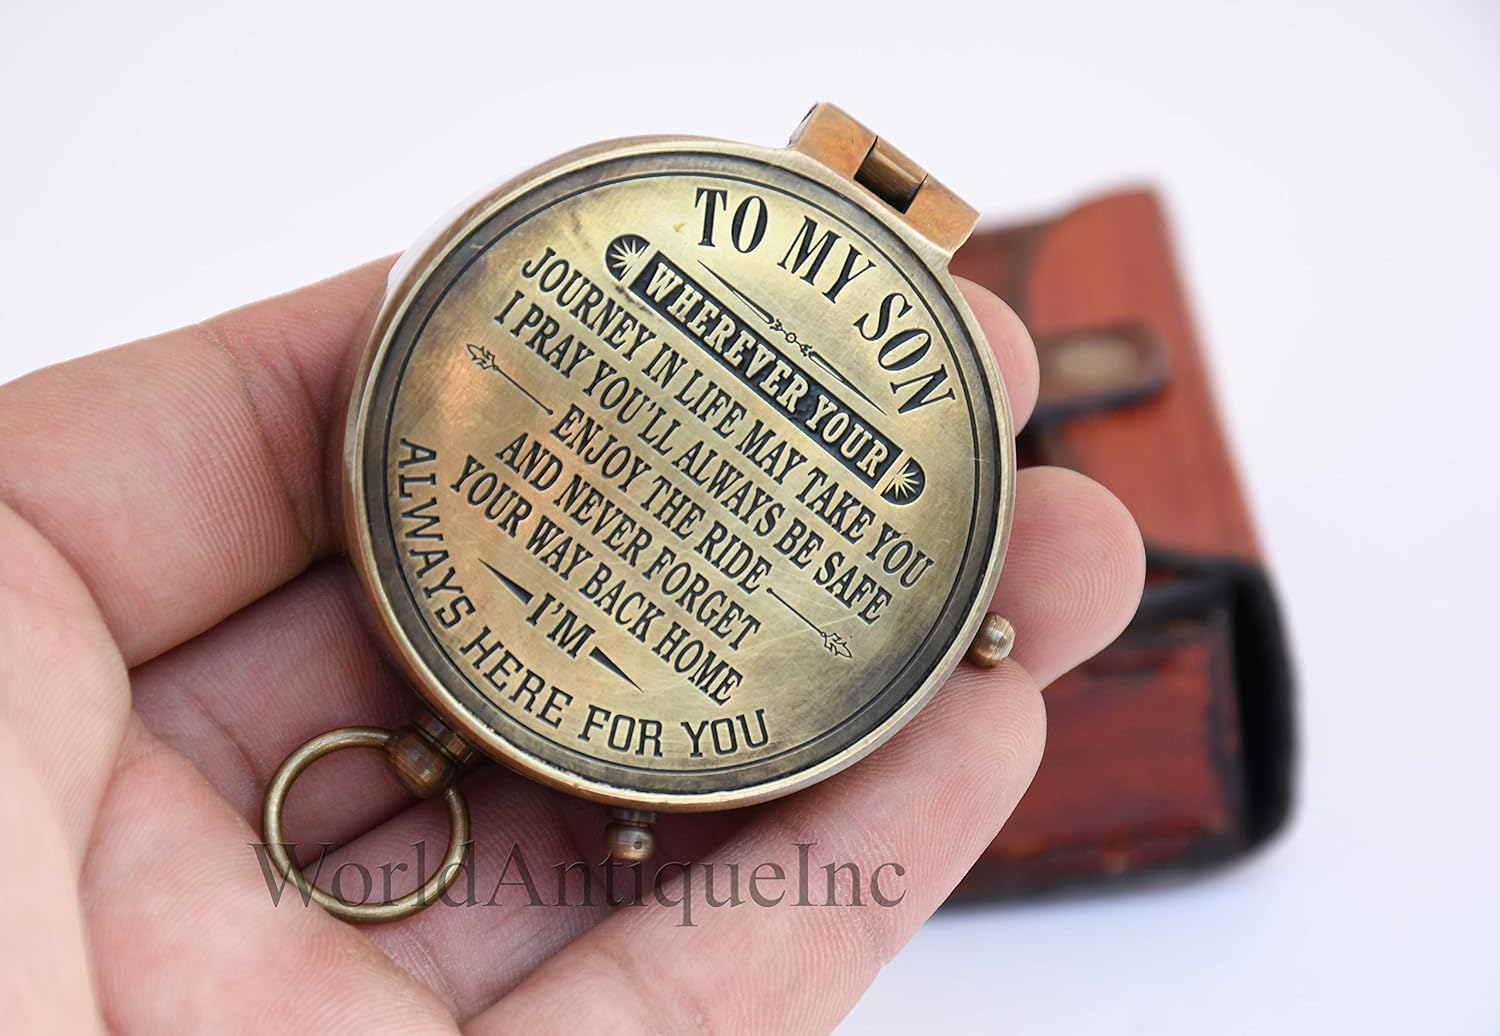 TO MY SON
WHEREVER YOUR
JOURNEY IN LIFE MAY TAKE YOU
I PRAY YOU'LL ALWAYS BE SAFE
ENJOY THE RIDE
AND NEVER FORGET
YOUR WAY BACK HOME
I'M
ALWAYS HERE FOR YOU
WorldAntiqueInc